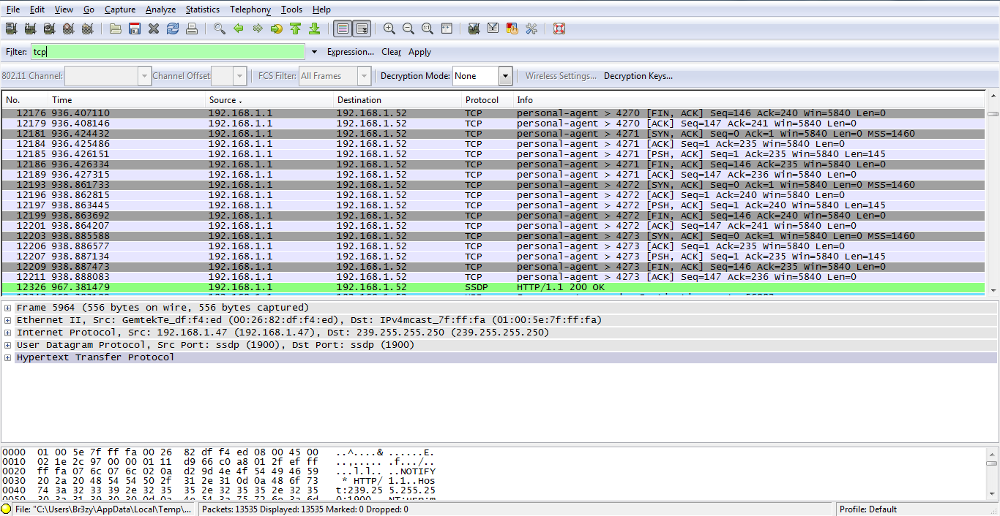 File Edit View Go Capture Analyze Statistics Telephony Tools Help
Filter: tcp Expression... Clear Apply
802.11 Channel: Channel Offset: FCS Filter: All Frames Decryption Mode: None Wireless Settings... Decryption Keys...
No. Time Source Destination Protocol Info
12176 936.407110 192.168.1.1 192.168.1.52 TCP personal-agent > 4270 [FIN, ACK] Seq=146 Ack=240 Win=5840 Len=0
12179 936.408146 192.168.1.1 192.168.1.52 TCP personal-agent > 4270 [ACK] Seq=147 Ack=241 Win=5840 Len=0
12181 936.424432 192.168.1.1 192.168.1.52 TCP personal-agent > 4271 [SYN, ACK] Seq=0 Ack=1 Win=5840 Len=0 MSS=1460
12184 936.425486 192.168.1.1 192.168.1.52 TCP personal-agent > 4271 [ACK] Seq=1 Ack=235 Win=5840 Len=0
12185 936.426151 192.168.1.1 192.168.1.52 TCP personal-agent > 4271 [PSH, ACK] Seq=1 Ack=235 Win=5840 Len=145
12186 936.426334 192.168.1.1 192.168.1.52 TCP personal-agent > 4271 [FIN, ACK] Seq=146 Ack=235 Win=5840 Len=0
12189 936.427315 192.168.1.1 192.168.1.52 TCP personal-agent > 4271 [ACK] Seq=147 Ack=236 Win=5840 Len=0
12193 938.861733 192.168.1.1 192.168.1.52 TCP personal-agent > 4272 [SYN, ACK] Seq=0 Ack=1 Win=5840 Len=0 MSS=1460
12196 938.862815 192.168.1.1 192.168.1.52 TCP personal-agent > 4272 [ACK] Seq=1 Ack=240 Win=5840 Len=0
12197 938.863445 192.168.1.1 192.168.1.52 TCP personal-agent > 4272 [PSH, ACK] Seq=1 Ack=240 Win=5840 Len=145
12199 938.863692 192.168.1.1 192.168.1.52 TCP personal-agent > 4272 [FIN, ACK] Seq=146 Ack=240 Win=5840 Len=0
12201 938.864207 192.168.1.1 192.168.1.52 TCP personal-agent > 4272 [ACK] Seq=147 Ack=241 Win=5840 Len=0
12203 938.885588 192.168.1.1 192.168.1.52 TCP personal-agent > 4273 [SYN, ACK] Seq=0 Ack=1 Win=5840 Len=0 MSS=1460
12206 938.886577 192.168.1.1 192.168.1.52 TCP personal-agent > 4273 [ACK] Seq=1 Ack=235 Win=5840 Len=0
12207 938.887134 192.168.1.1 192.168.1.52 TCP personal-agent > 4273 [PSH, ACK] Seq=1 Ack=235 Win=5840 Len=145
12209 938.887473 192.168.1.1 192.168.1.52 TCP personal-agent > 4273 [FIN, ACK] Seq=146 Ack=235 Win=5840 Len=0
12211 938.888083 192.168.1.1 192.168.1.52 TCP personal-agent > 4273 [ACK] Seq=147 Ack=236 Win=5840 Len=0
12326 967.381479 192.168.1.1 192.168.1.52 SSDP HTTP/1.1 200 OK
Frame 5964 (556 bytes on wire, 556 bytes captured)
Ethernet II, Src: GemtekTe_df:f4:ed (00:26:82:df:f4:ed), Dst: IPv4mcast_7f:ff:fa (01:00:5e:7f:ff:fa)
Internet Protocol, Src: 192.168.1.47 (192.168.1.47), Dst: 239.255.255.250 (239.255.255.250)
User Datagram Protocol, Src Port: ssdp (1900), Dst Port: ssdp (1900)
Hypertext Transfer Protocol
0000 01 00 5e 7f ff fa 00 26 82 df f4 ed 08 00 45 00 ..^....& ......E.
0010 02 1e 2c 97 00 00 01 11 d9 66 c0 a8 01 2f ef ff ..,..... .f.../..
0020 ff fa 07 6c 07 6c 02 0a d2 9d 4e 4f 54 49 46 59 ...l.l.. ..NOTIFY
0030 20 2a 20 48 54 54 50 2f 31 2e 31 0d 0a 48 6f 73 * HTTP/ 1.1..Hos
0040 74 3a 32 33 39 2e 32 35 35 2e 32 35 35 2e 32 35 t:239.25 5.255.25
File: "C:\Users\Br3zy\AppData\Local\Temp\... Packets: 13535 Displayed: 13535 Marked: 0 Dropped: 0 Profile: Default